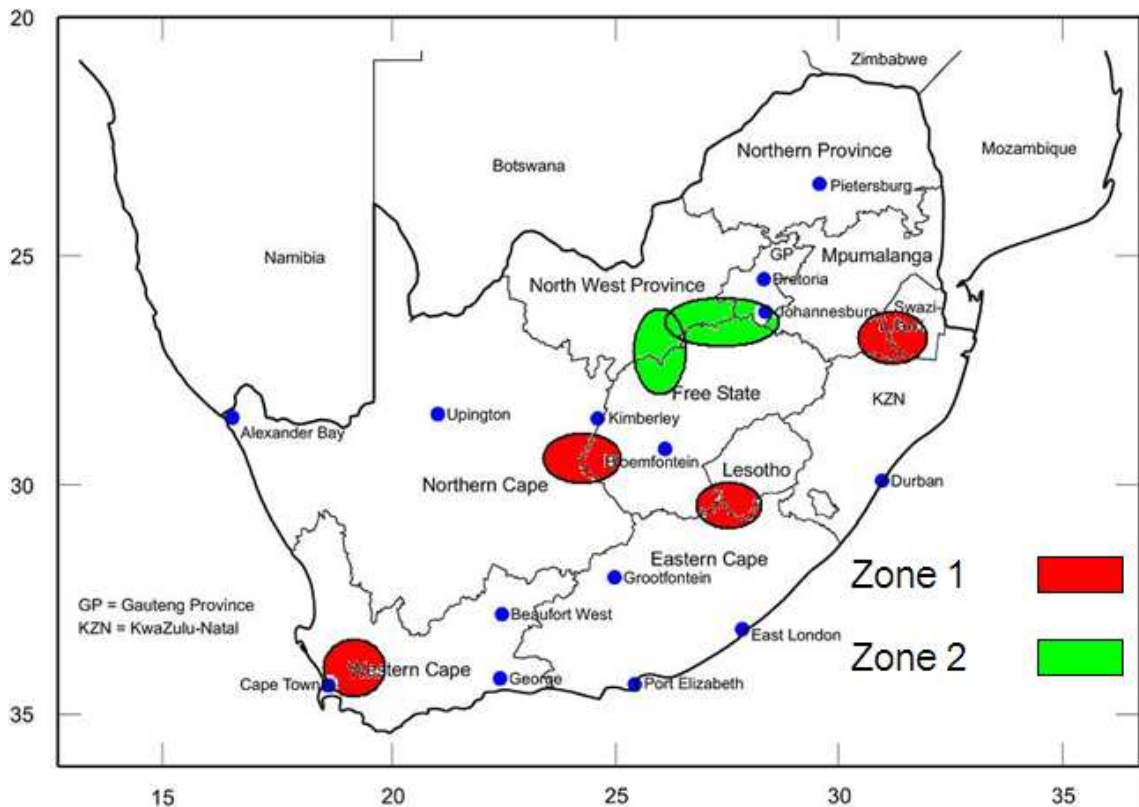 20
Zimbabwe
Northern Province
Mozambique
Botswana
Pietersburg
25
Namibia
GP
Mpumalanga
Bretoria
North West Province
Johannesburg
Swazi-
Free State
KZN
Upington
Kimberley
Alexander Bay
Bloemfontein
Lesotho
Northern Cape
Durban
30
Eastern Cape
Zone 1
Grootfontein
GP = Gauteng Province
Beaufort West
KZN = KwaZulu-Natal
East London
Zone 2
Western Cape
Cape Town
George
Port Elizabeth
35
15
20
25
30
35